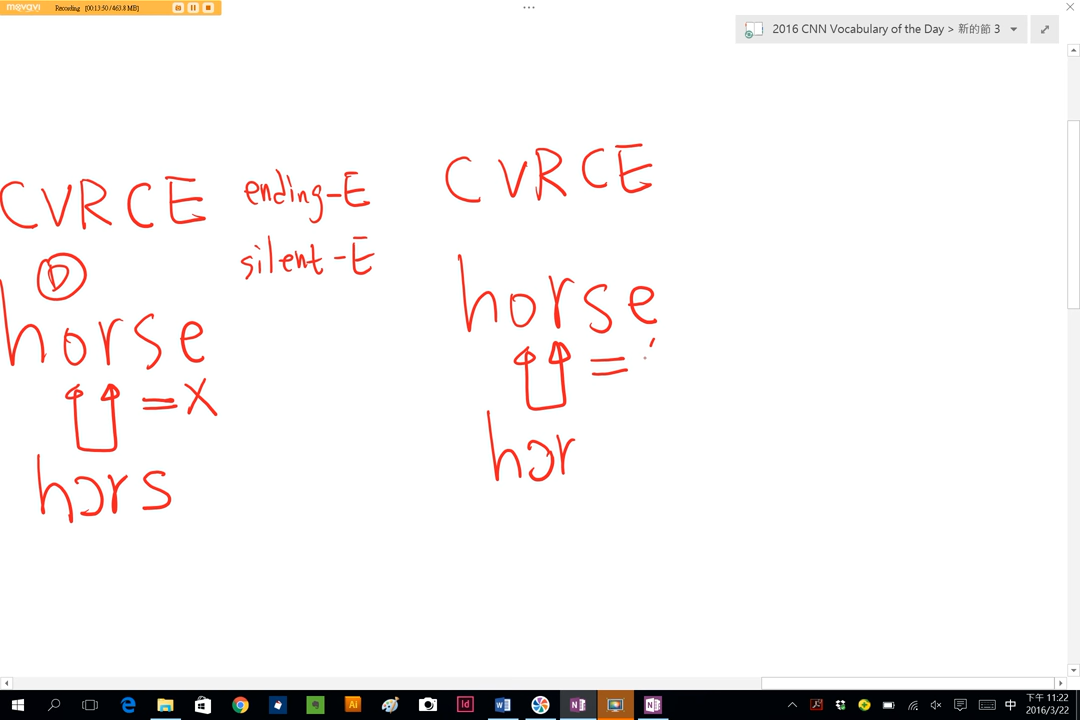 movavi Recording [00:13:50/463.8 MB]
2016 CNN Vocabulary of the Day > 新的節 3
CVRCE
ending-E
silent-E
D
horse
=X
hɔrs
CVRCE
horse
=
hɔr
中
下午 11:22
2016/3/22